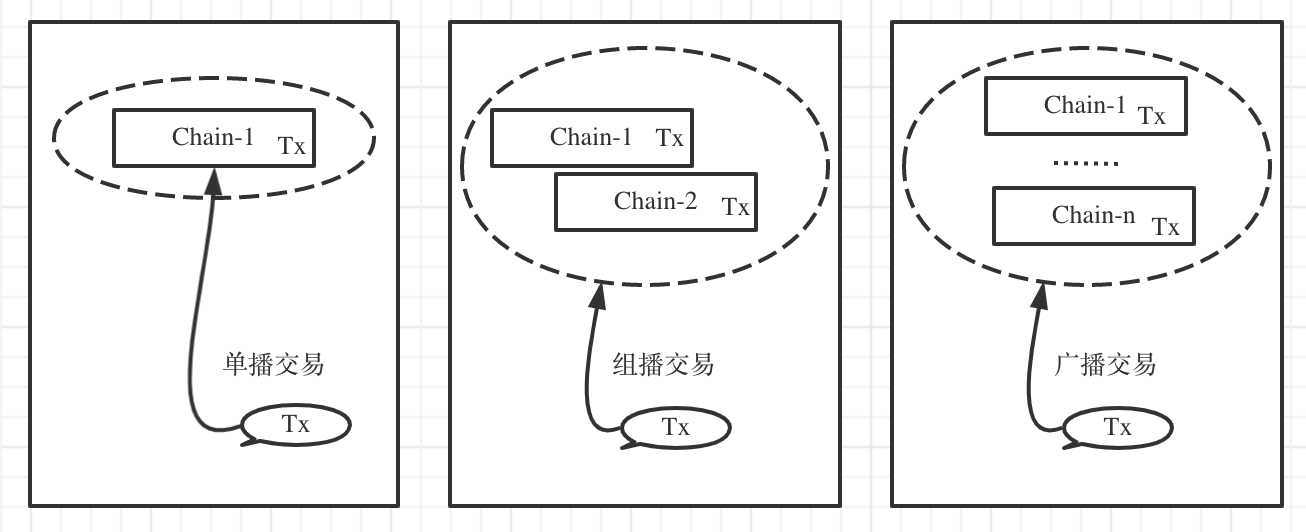 Chain-1 Tx
单播交易
Tx
Chain-1 Tx
Chain-2 Tx
组播交易
Tx
Chain-1 Tx
......
Chain-n Tx
广播交易
Tx